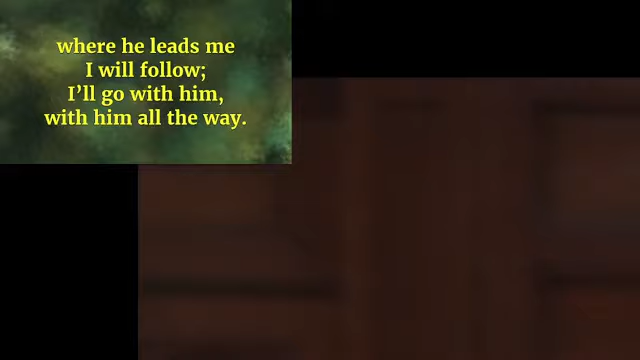 where he leads me
I will follow;
I’ll go with him,
with him all the way.